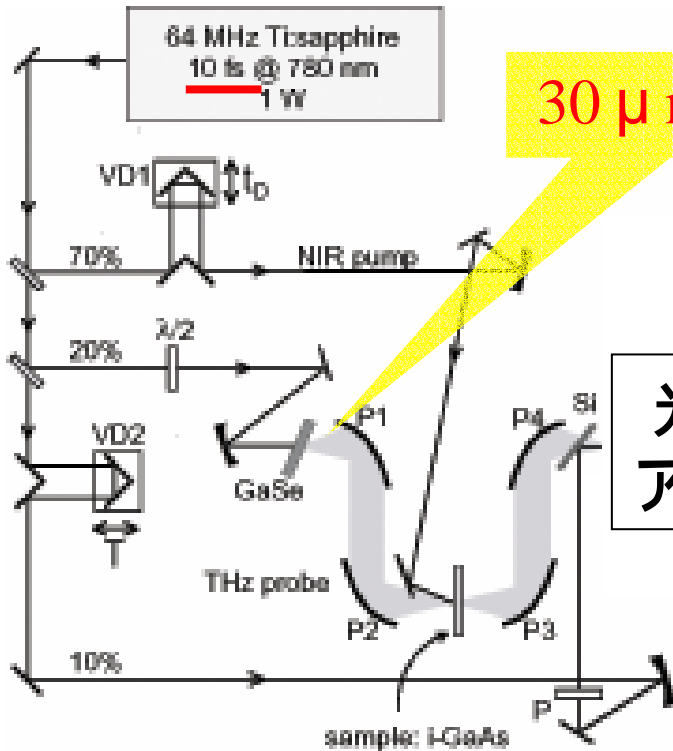 64 MHz Ti:sapphire
10 fs @ 780 nm
1 W
30 μ
VD1
tD
70%
NIR pump
λ/2
20%
P1
P4
Si
VD2
GaSe
T
THz probe
P2
P3
10%
P
sample: i-GaAs